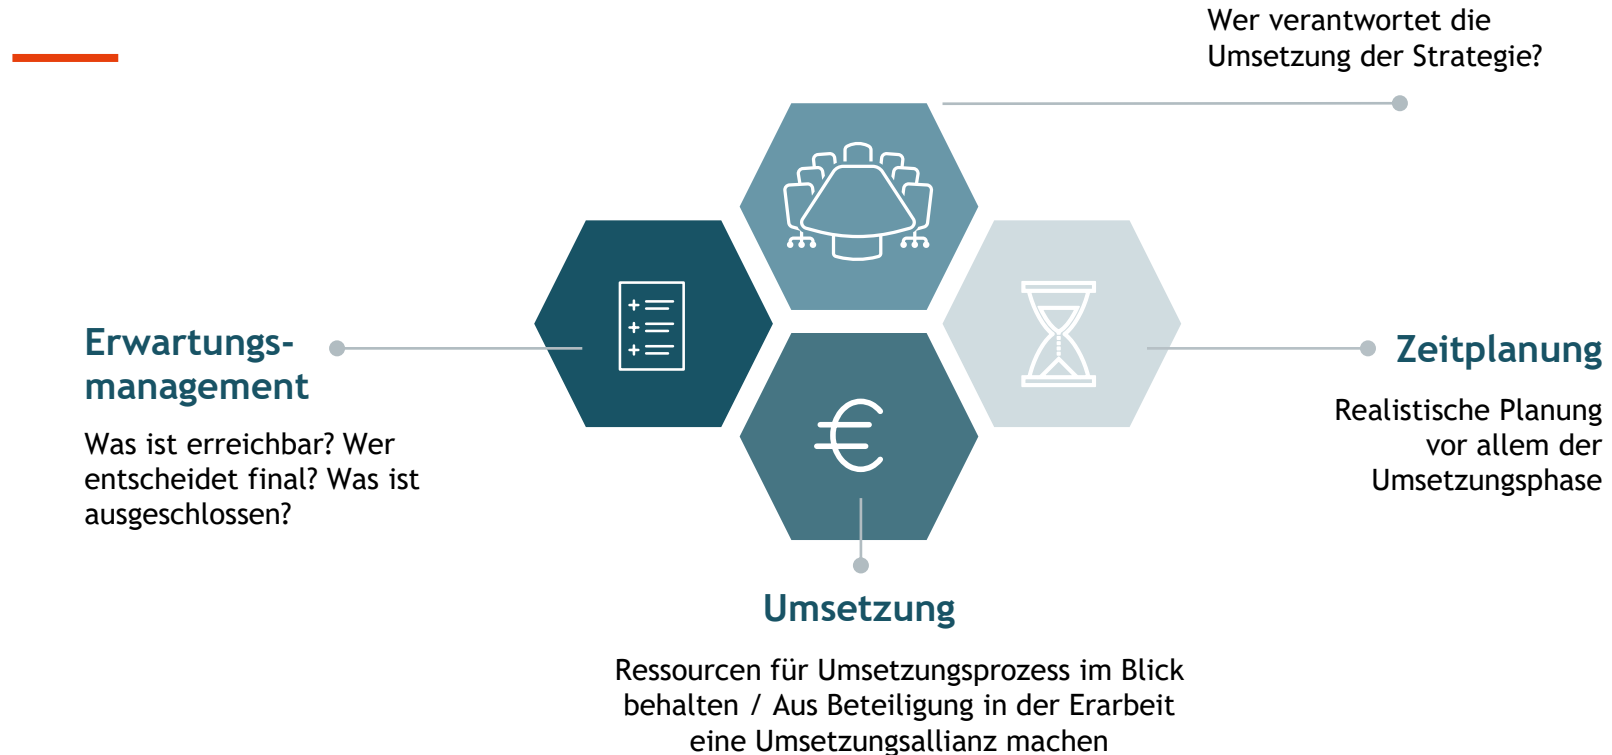 Wer verantwortet die
Umsetzung der Strategie?
Erwartungs-
management
Was ist erreichbar? Wer
entscheidet final? Was ist
ausgeschlossen?
Zeitplanung
Realistische Planung
vor allem der
Umsetzungsphase
€
Umsetzung
Ressourcen für Umsetzungsprozess im Blick
behalten / Aus Beteiligung in der Erarbeit
eine Umsetzungsallianz machen